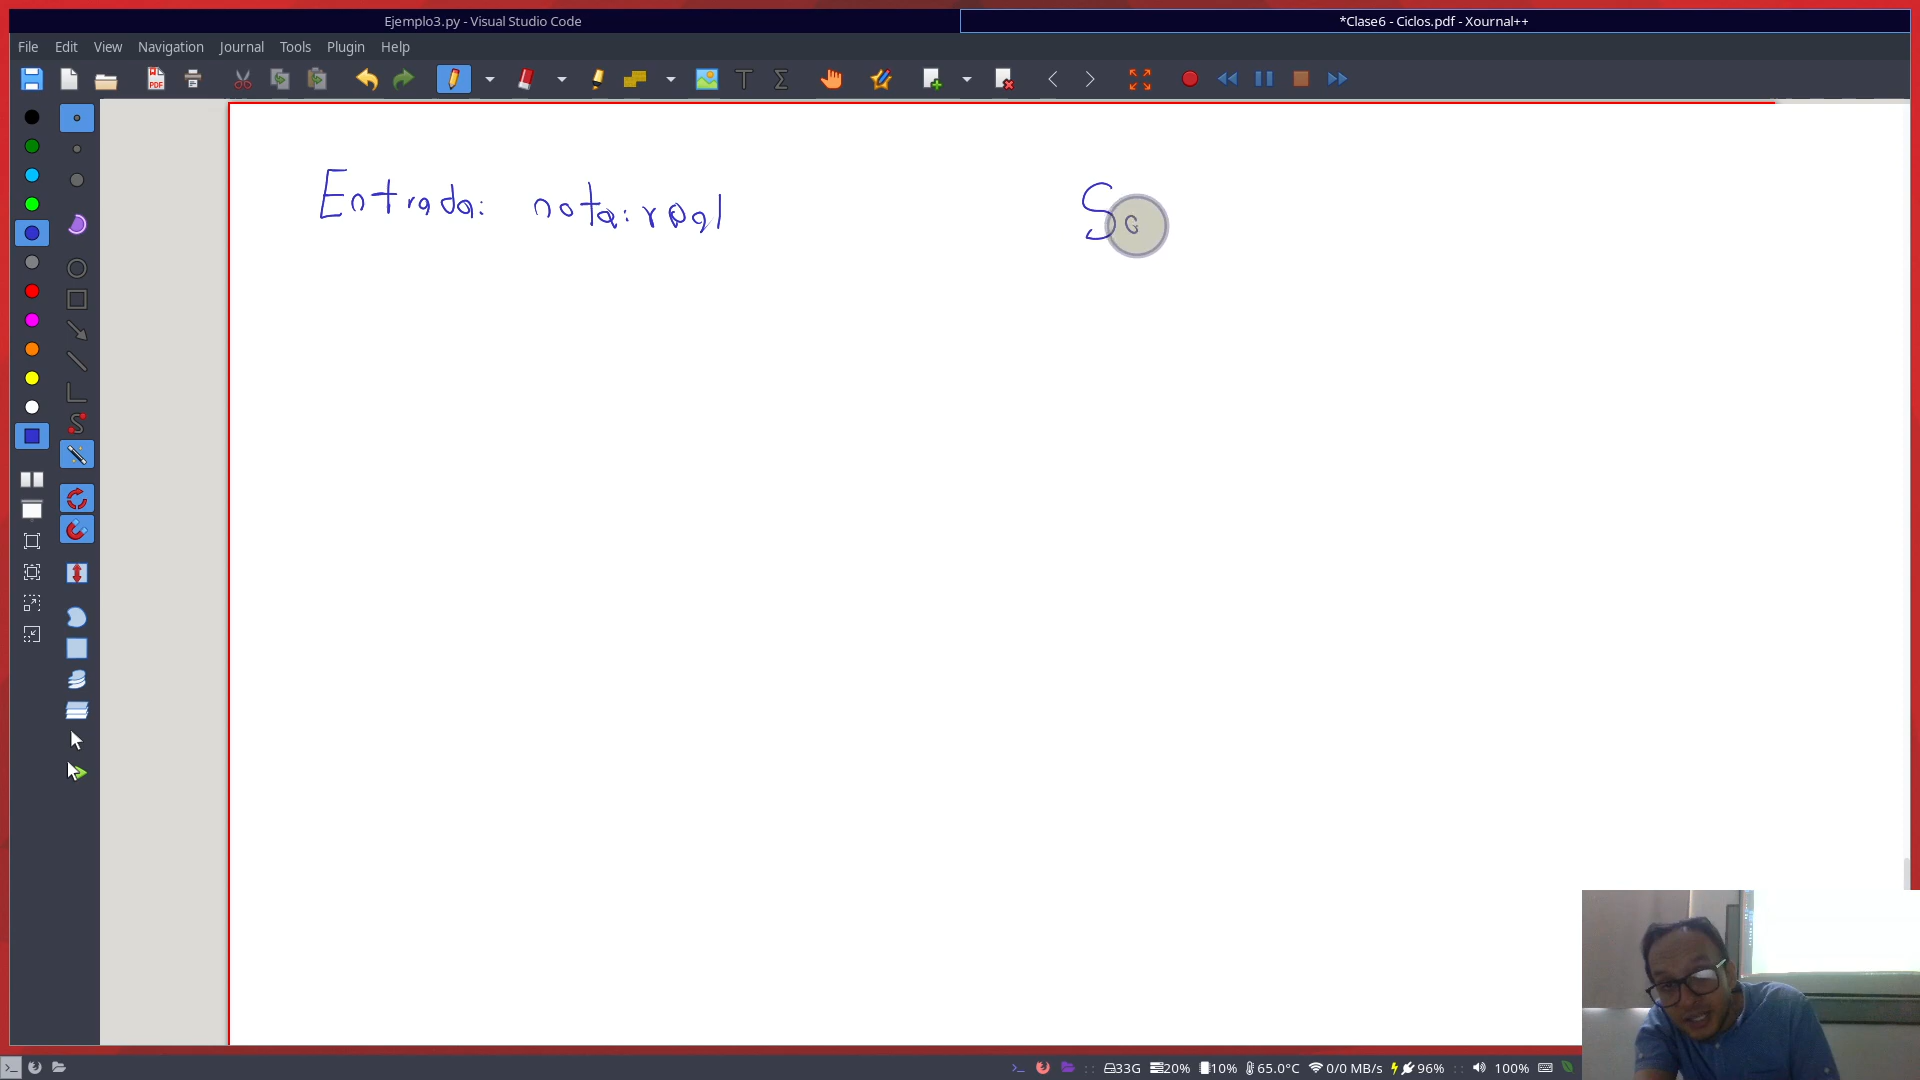 Ejemplo3.py - Visual Studio Code
*Clase6 - Ciclos.pdf - Xournal++
File Edit View Navigation Journal Tools Plugin Help
Entrada: nota: real
Sa
33G 20% 10% 65.0°C 0/0 MB/s 96% 100%